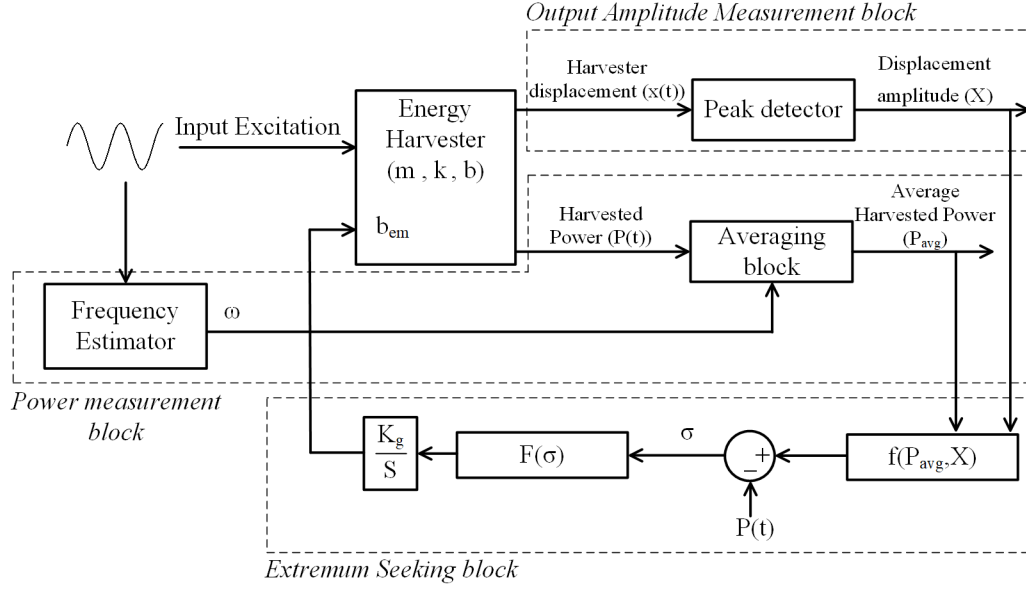 Output Amplitude Measurement block
Harvester
displacement (x(t))
Displacement
amplitude (X)
Peak detector
Energy
Harvester
(m , k , b)
b_em
Input Excitation
Harvested
Power (P(t))
Averaging
block
Average
Harvested Power
(P_avg)
Frequency
Estimator
ω
Power measurement
block
K_g
S
F(σ)
σ
+
−
f(P_avg,X)
P(t)
Extremum Seeking block